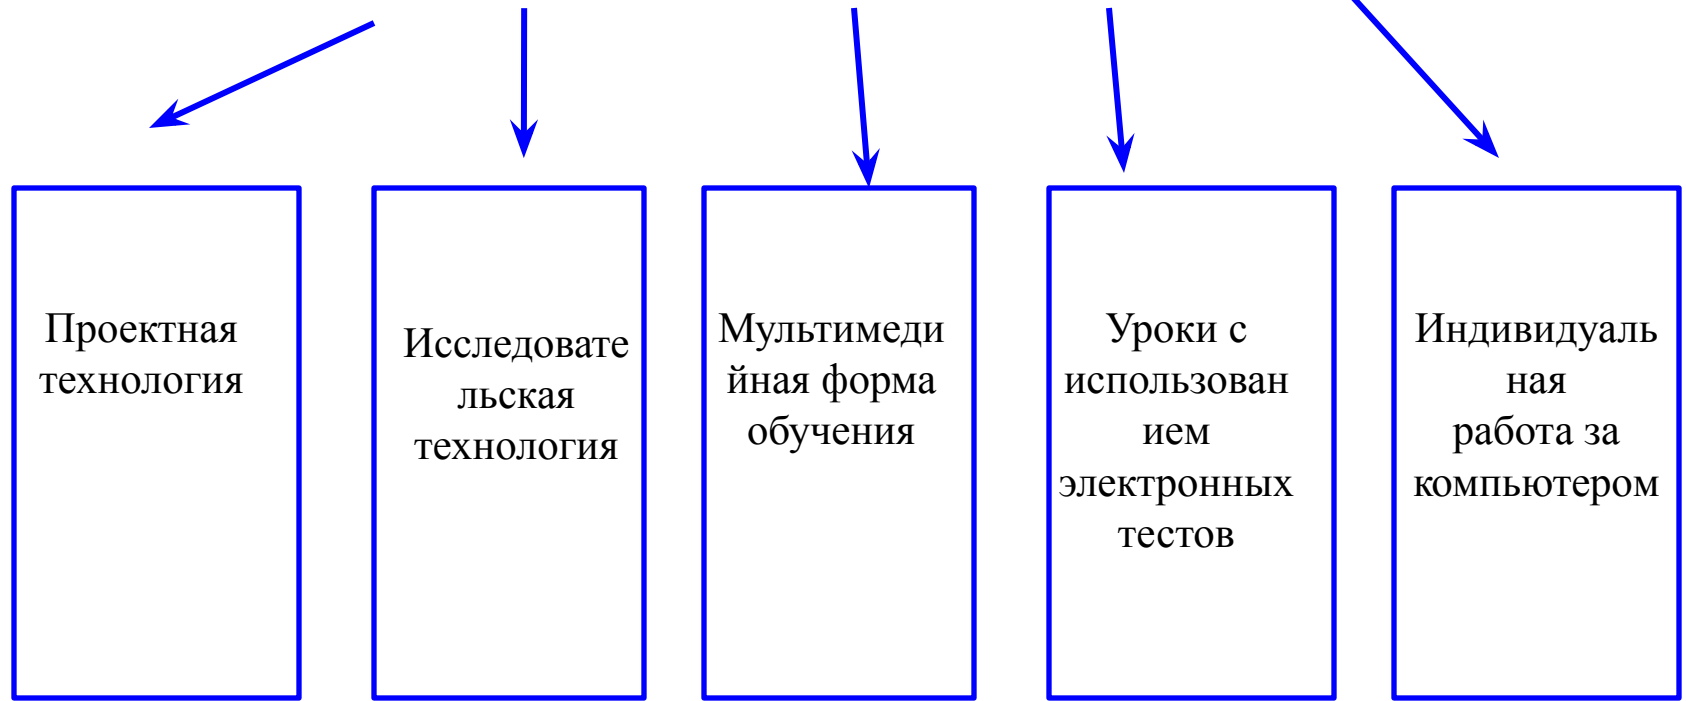 Проектная
технология
Исследовате
льская
технология
Мультимеди
йная форма
обучения
Уроки с
использован
ием
электронных
тестов
Индивидуаль
ная
работа за
компьютером